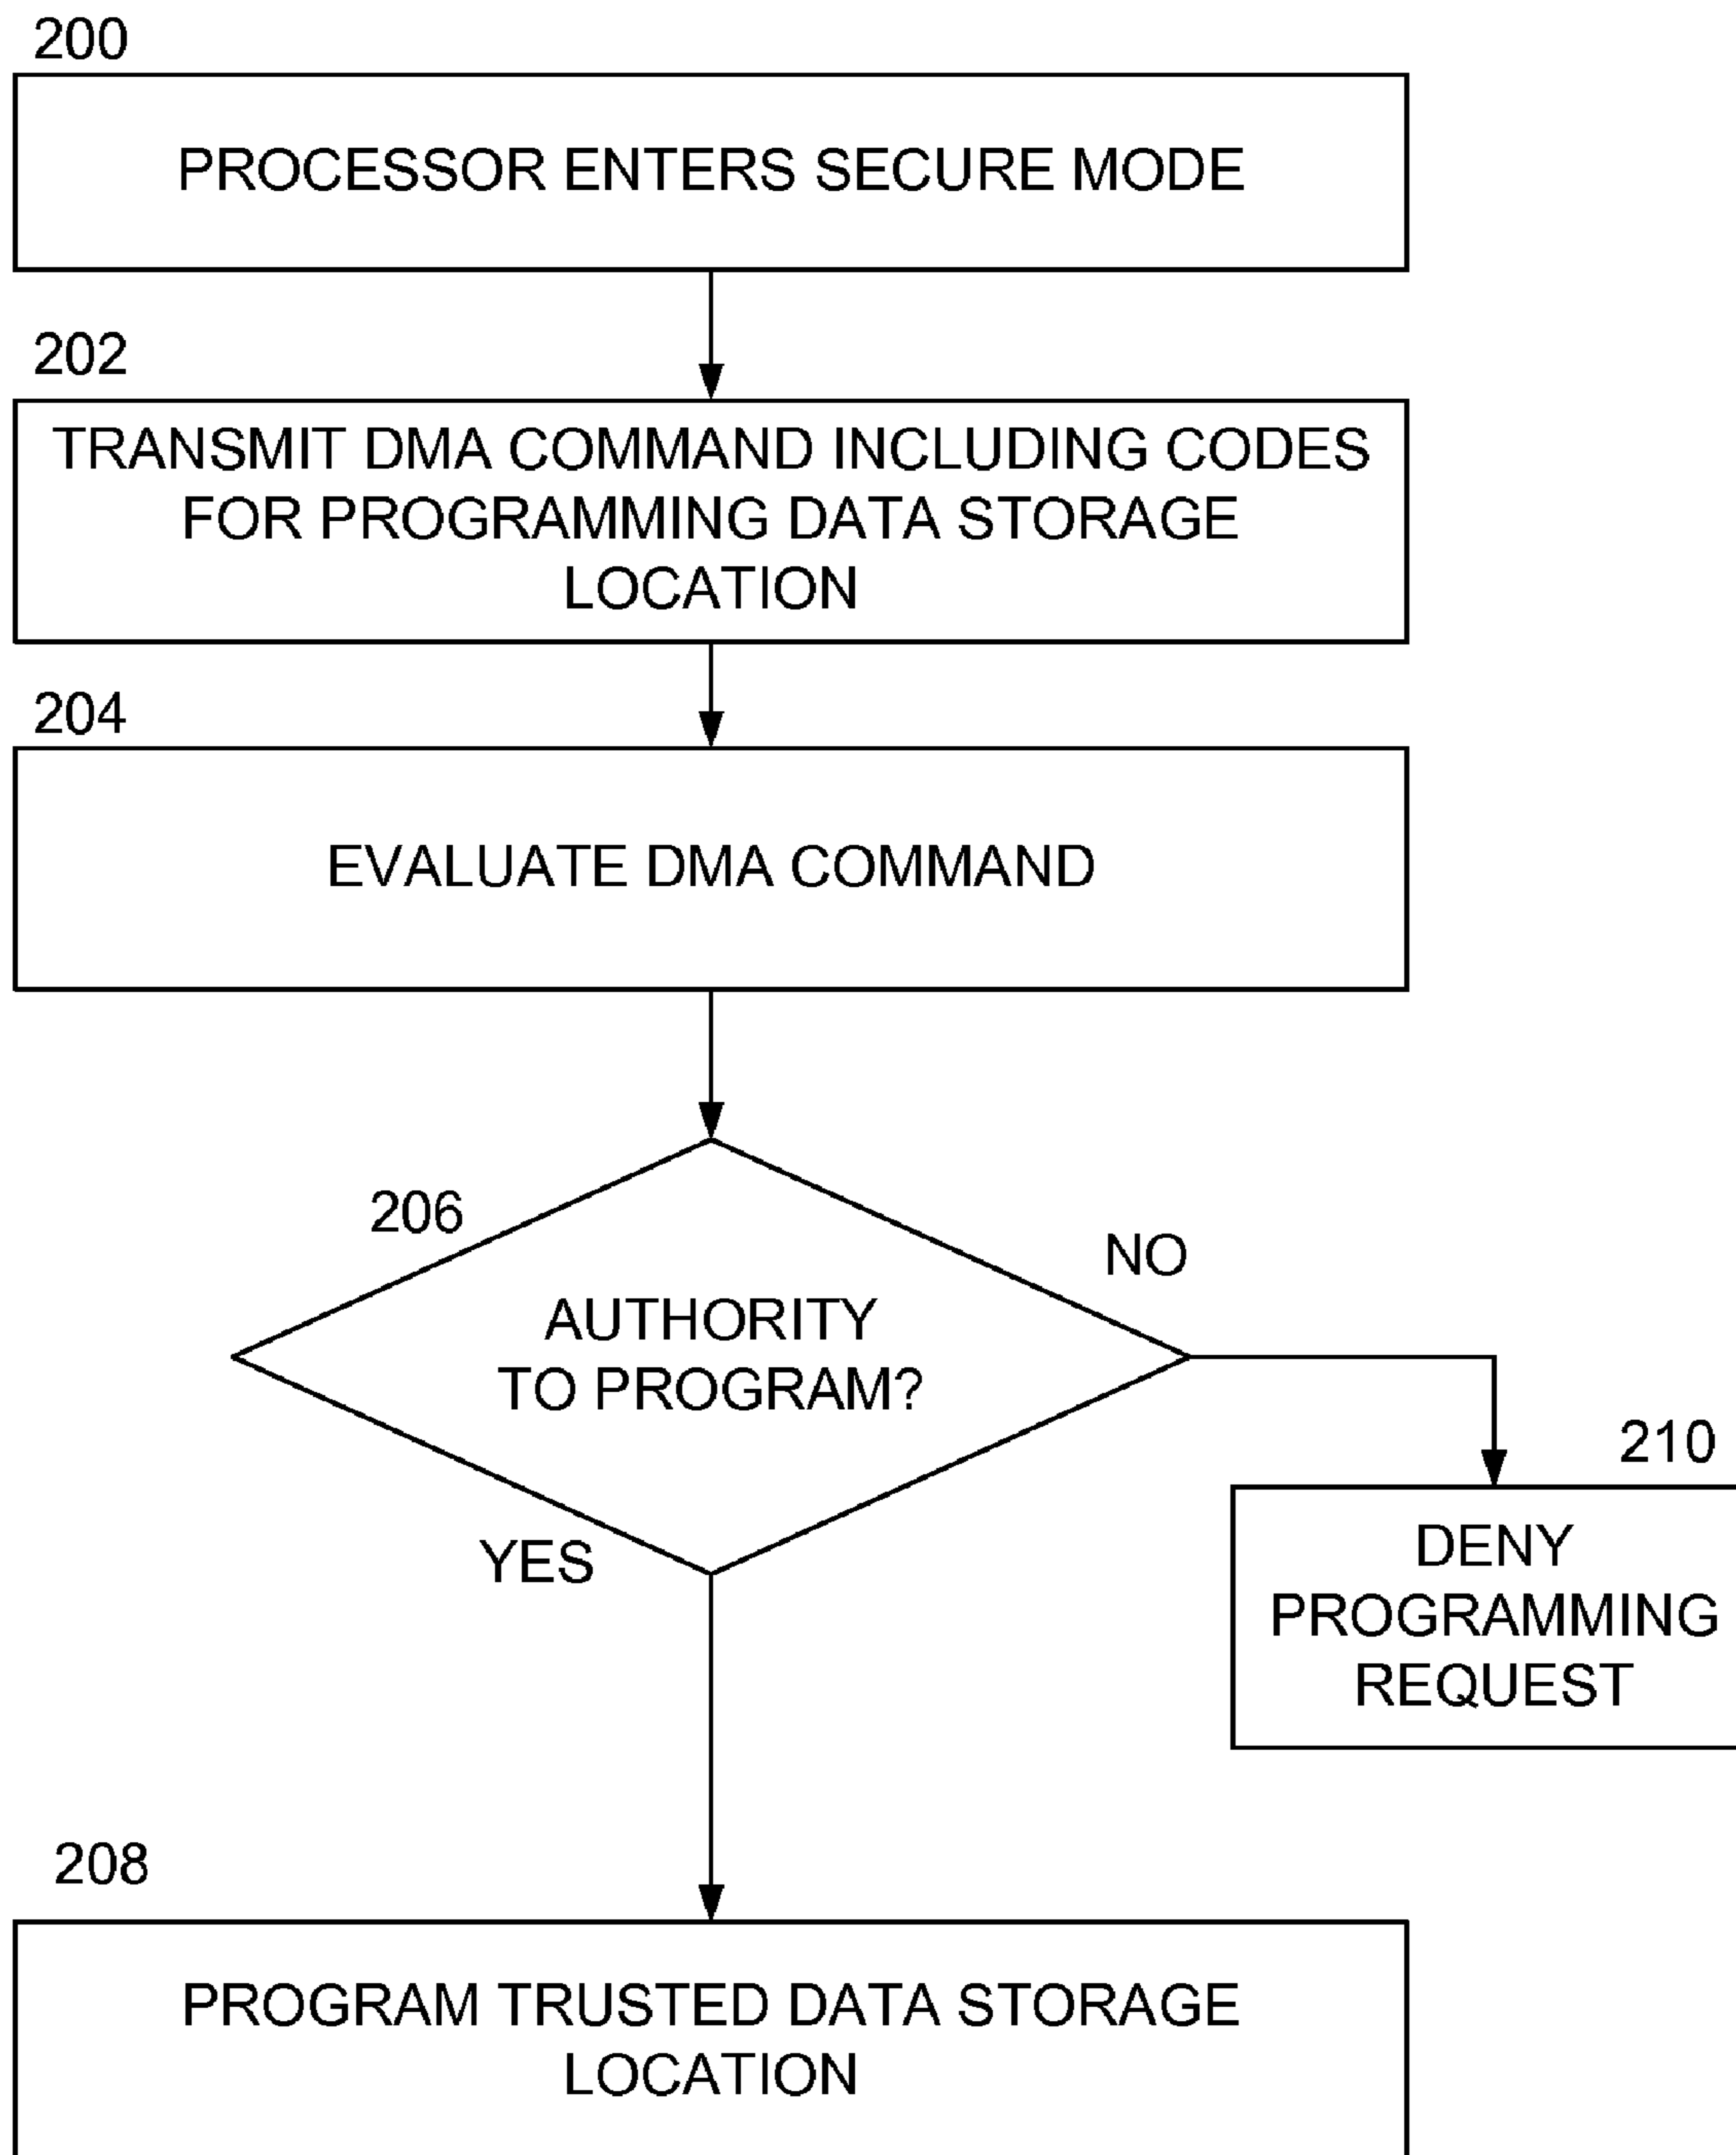 200
PROCESSOR ENTERS SECURE MODE
202
TRANSMIT DMA COMMAND INCLUDING CODES
FOR PROGRAMMING DATA STORAGE
LOCATION
204
EVALUATE DMA COMMAND
206
NO
AUTHORITY
TO PROGRAM?
YES
210
DENY
PROGRAMMING
REQUEST
208
PROGRAM TRUSTED DATA STORAGE
LOCATION